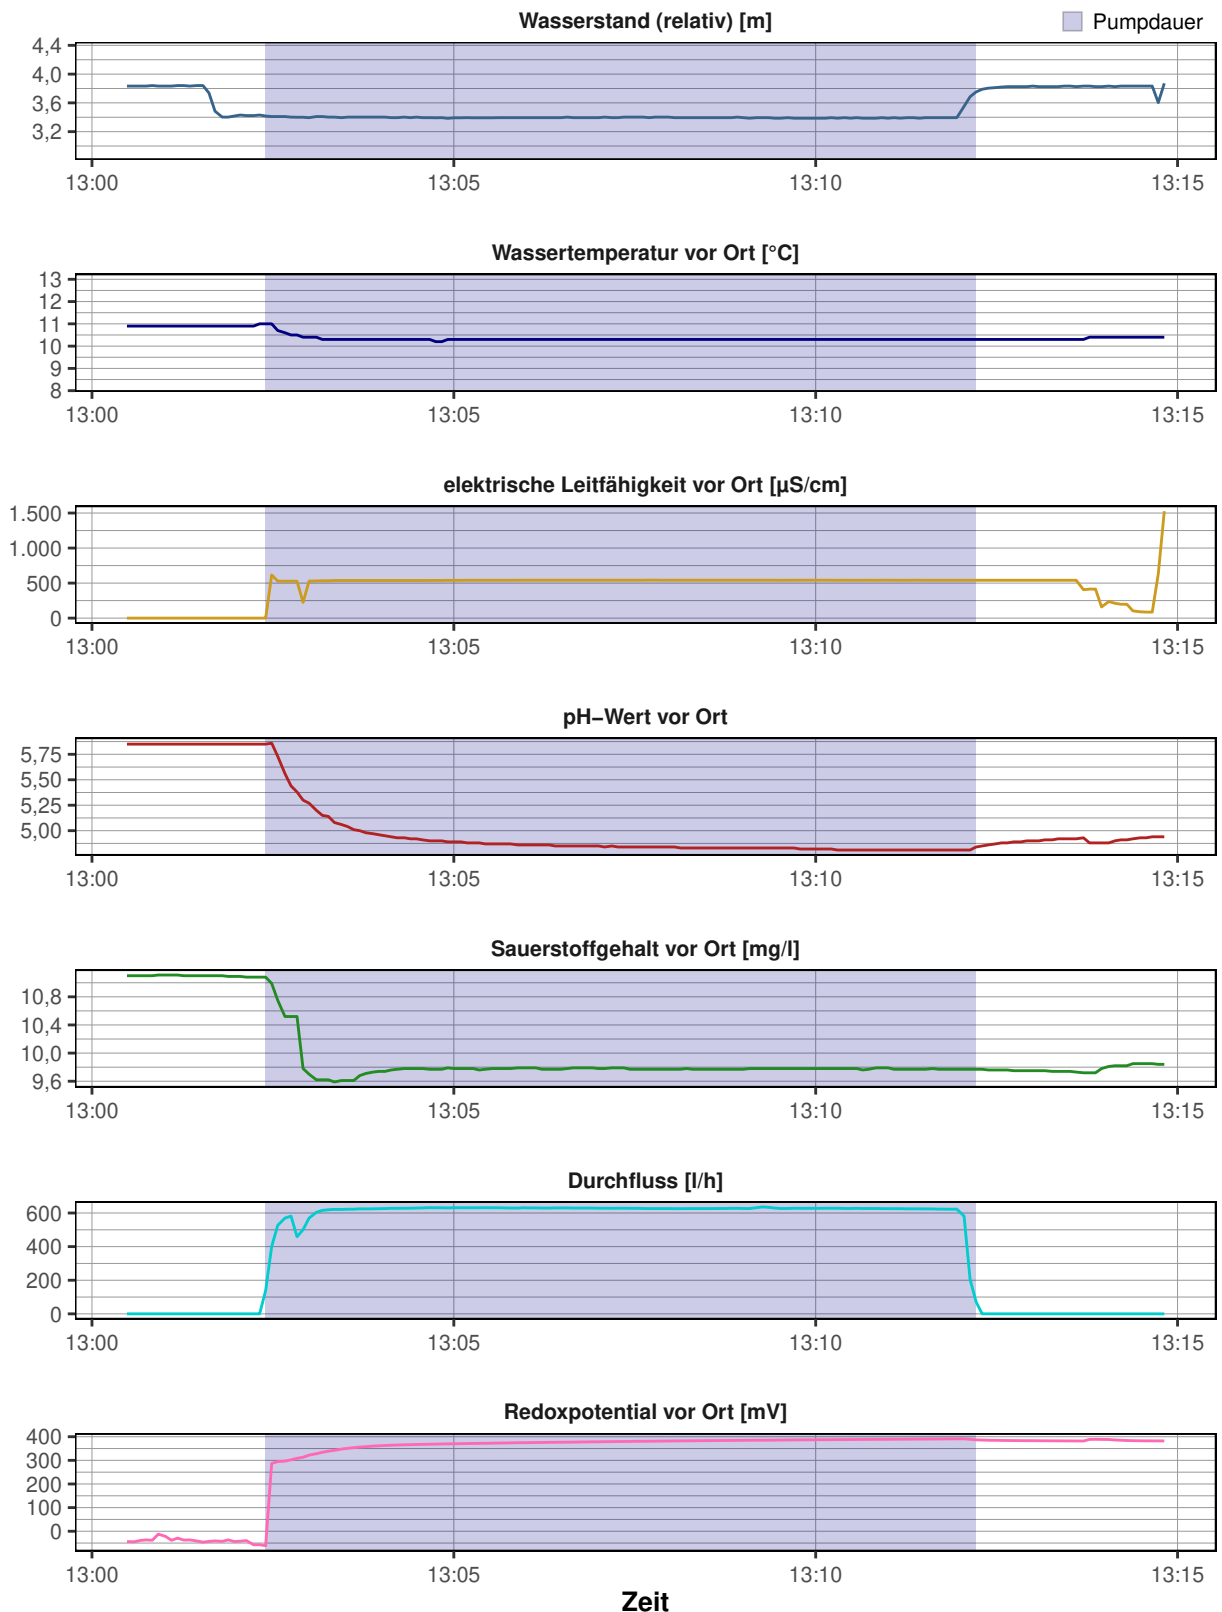 Wasserstand (relativ) [m]
Pumpdauer
4,4
4,0
3,6
3,2
13:00 13:05 13:10 13:15
Wassertemperatur vor Ort [°C]
13
12
11
10
9
8
13:00 13:05 13:10 13:15
elektrische Leitfähigkeit vor Ort [µS/cm]
1.500
1.000
500
0
13:00 13:05 13:10 13:15
pH−Wert vor Ort
5,75
5,50
5,25
5,00
13:00 13:05 13:10 13:15
Sauerstoffgehalt vor Ort [mg/l]
10,8
10,4
10,0
9,6
13:00 13:05 13:10 13:15
Durchfluss [l/h]
600
400
200
0
13:00 13:05 13:10 13:15
Redoxpotential vor Ort [mV]
400
300
200
100
0
13:00 13:05 13:10 13:15
Zeit